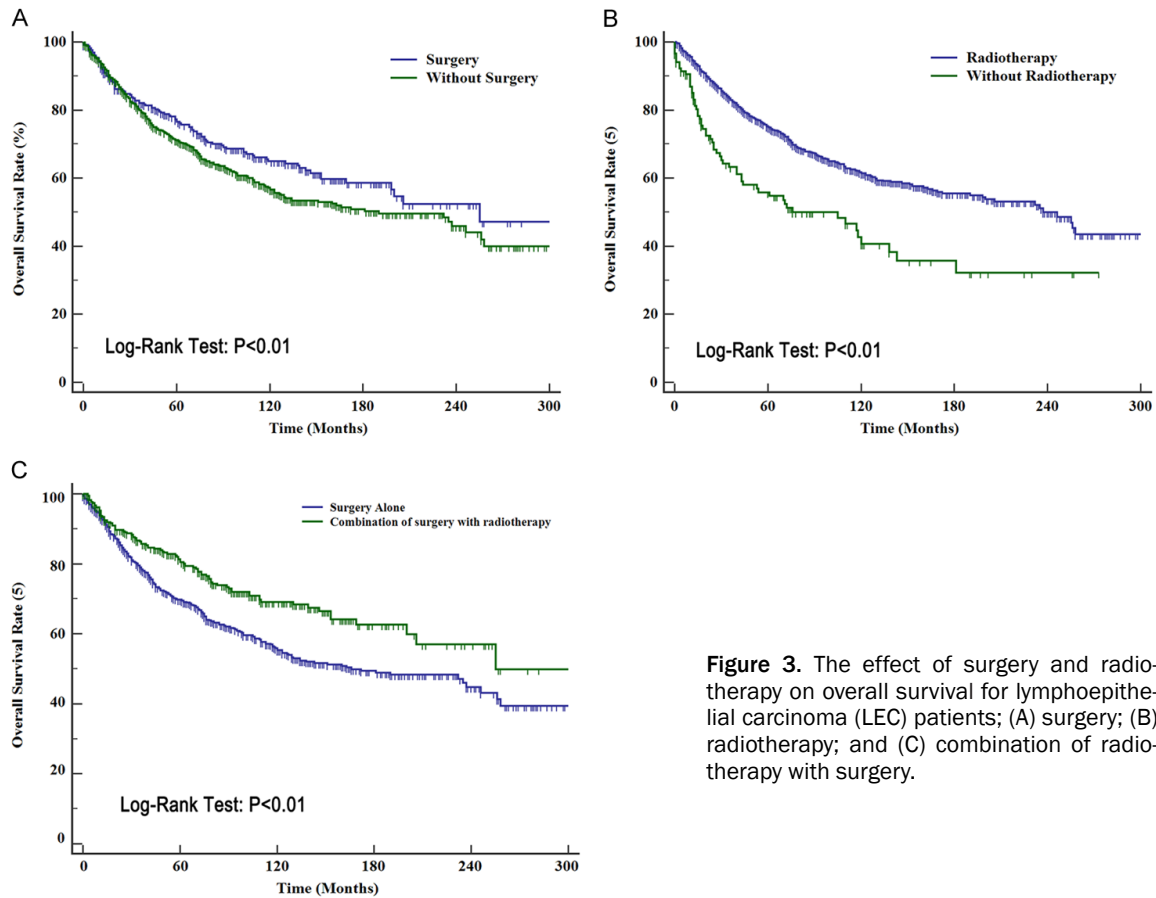 A
Overall Survival Rate (%)
100
80
60
40
20
0
Surgery
Without Surgery
Log-Rank Test: P<0.01
0 60 120 180 240 300
Time (Months)
B
Overall Survival Rate (5)
100
80
60
40
20
0
Radiotherapy
Without Radiotherapy
Log-Rank Test: P<0.01
0 60 120 180 240 300
Time (Months)
C
Overall Survival Rate (5)
100
80
60
40
20
0
Surgery Alone
Combination of surgery with radiotherapy
Log-Rank Test: P<0.01
0 60 120 180 240 300
Time (Months)
Figure 3. The effect of surgery and radio-
therapy on overall survival for lymphoepithe-
lial carcinoma (LEC) patients; (A) surgery; (B)
radiotherapy; and (C) combination of radio-
therapy with surgery.